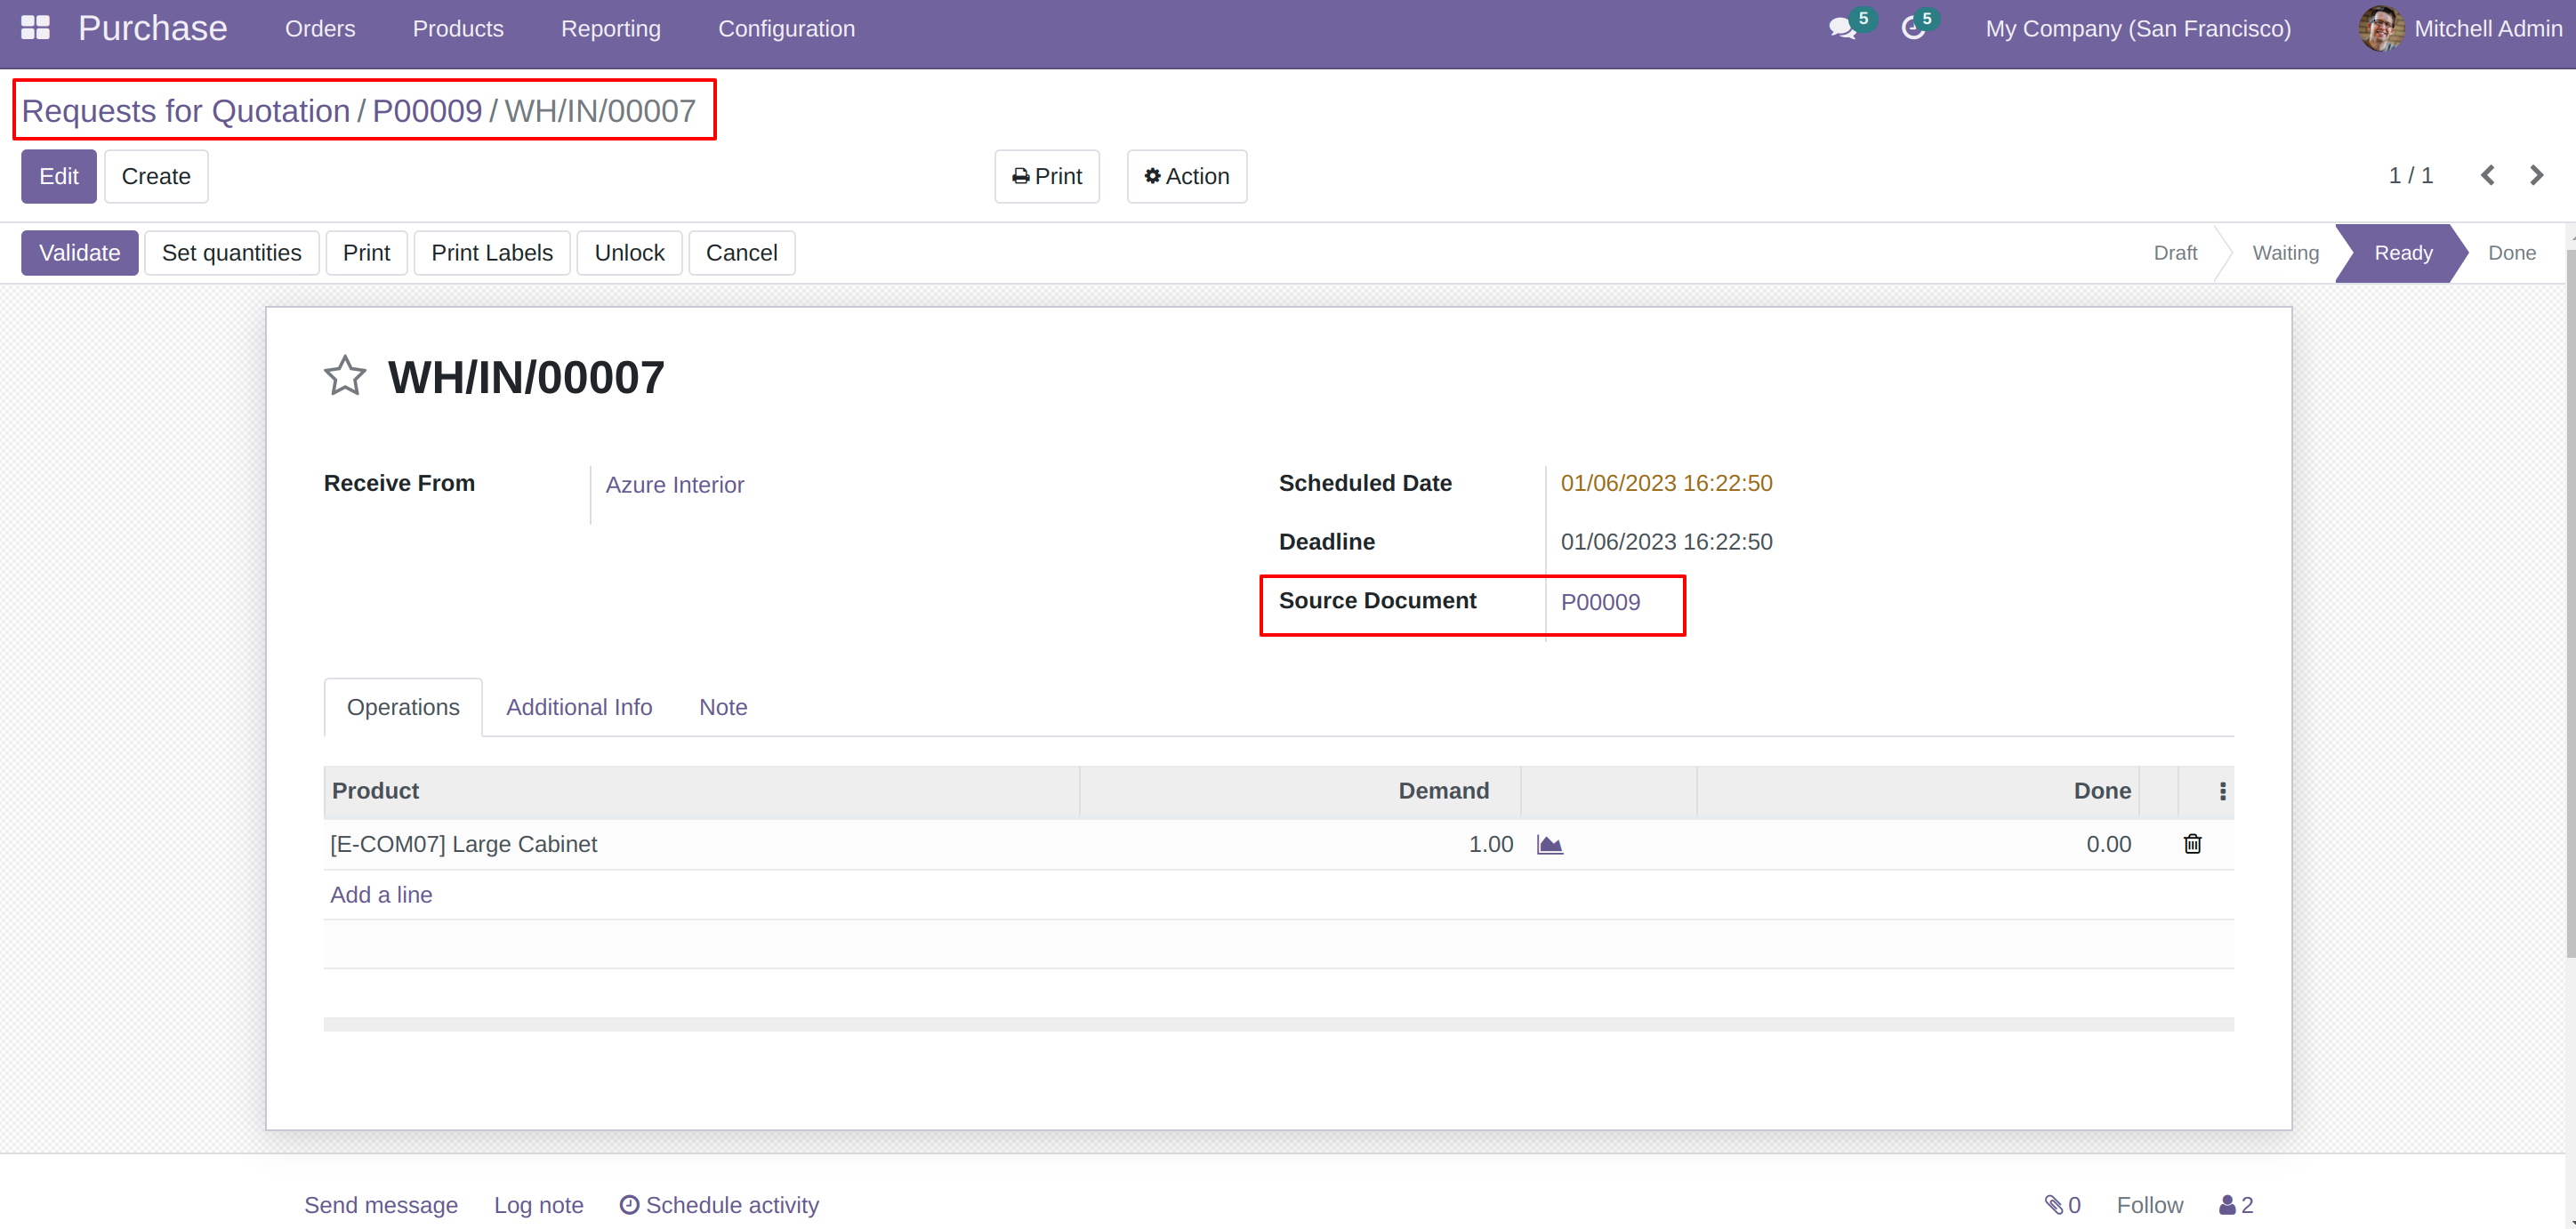 Purchase Orders Products Reporting Configuration 5 5 My Company (San Francisco) Mitchell Admin
Requests for Quotation / P00009 / WH/IN/00007
Edit Create Print Action 1 / 1
Validate Set quantities Print Print Labels Unlock Cancel Draft Waiting Ready Done
WH/IN/00007
Receive From Azure Interior Scheduled Date 01/06/2023 16:22:50
Deadline 01/06/2023 16:22:50
Source Document P00009
Operations Additional Info Note
Product Demand Done
[E-COM07] Large Cabinet 1.00 0.00
Add a line
Send message Log note Schedule activity 0 Follow 2